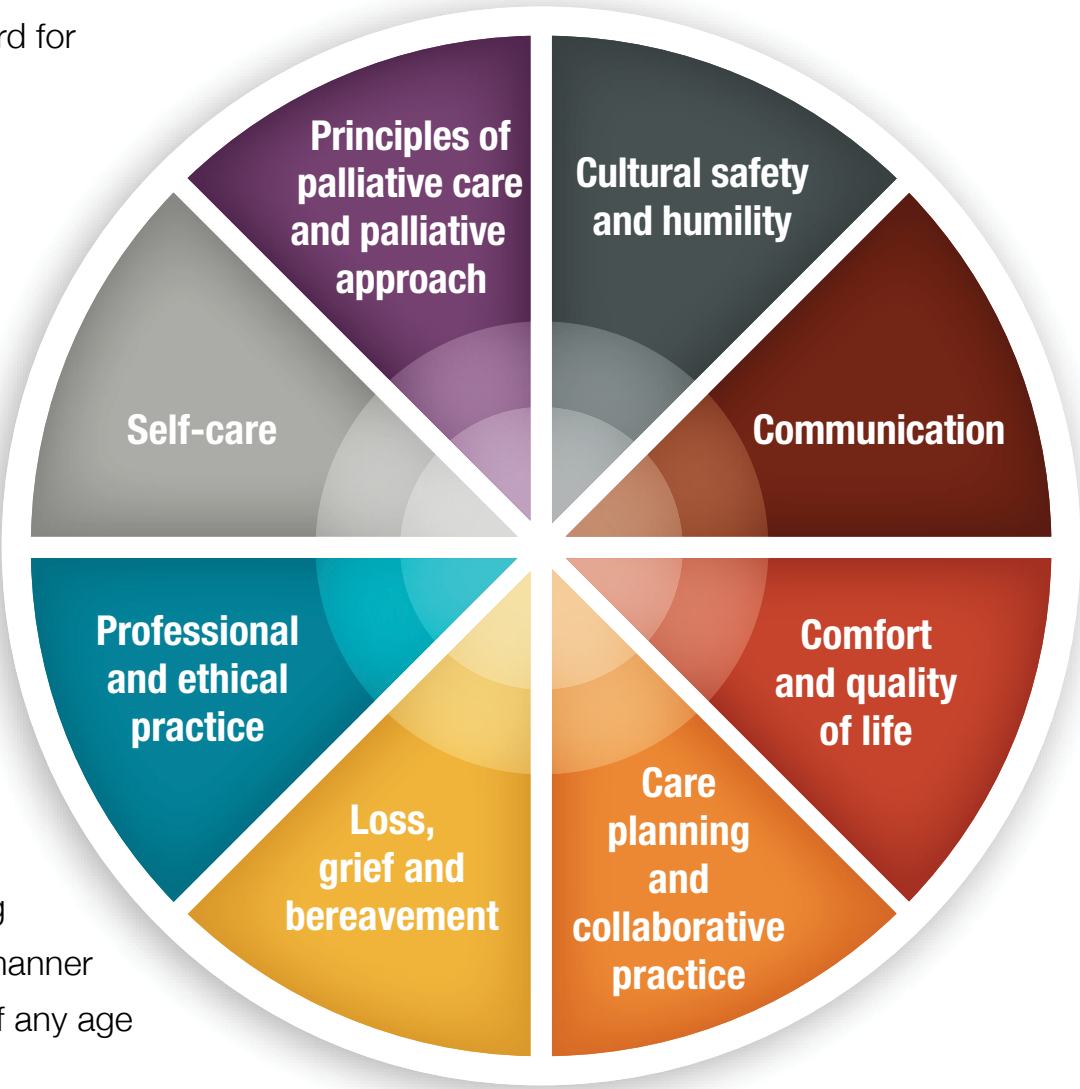 rd for
Principles of
palliative care
and palliative
approach
Cultural safety
and humility
Communication
Comfort
and quality
of life
Care
planning
and
collaborative
practice
Loss,
grief and
bereavement
Professional
and ethical
practice
Self-care
g
manner
f any age